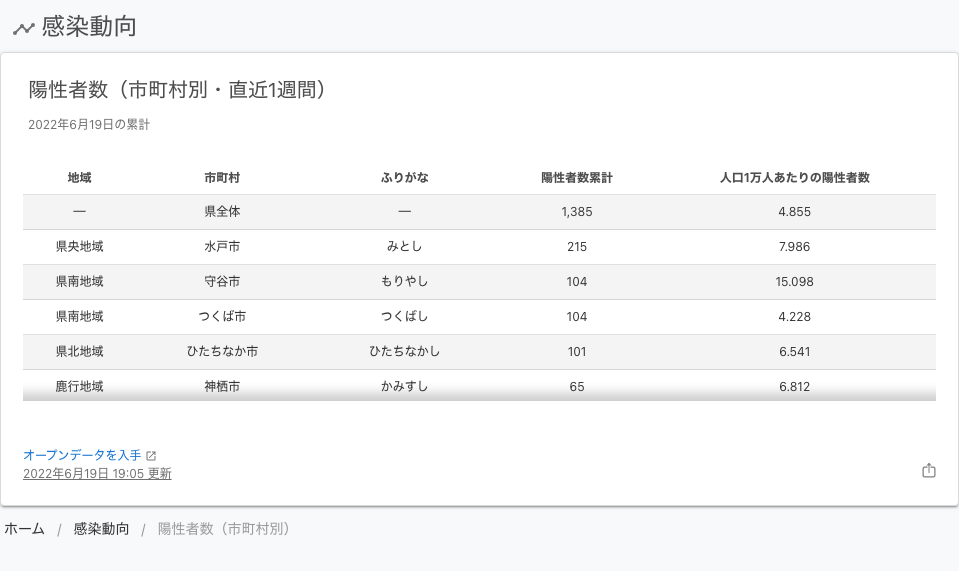 感染動向
陽性者数（市町村別・直近1週間）
2022年6月19日の累計
地域 市町村 ふりがな 陽性者数累計 人口1万人あたりの陽性者数
— 県全体 — 1,385 4.855
県央地域 水戸市 みとし 215 7.986
県南地域 守谷市 もりやし 104 15.098
県南地域 つくば市 つくばし 104 4.228
県北地域 ひたちなか市 ひたちなかし 101 6.541
鹿行地域 神栖市 かみすし 65 6.812
オープンデータを入手
2022年6月19日 19:05 更新
ホーム / 感染動向 / 陽性者数（市町村別）